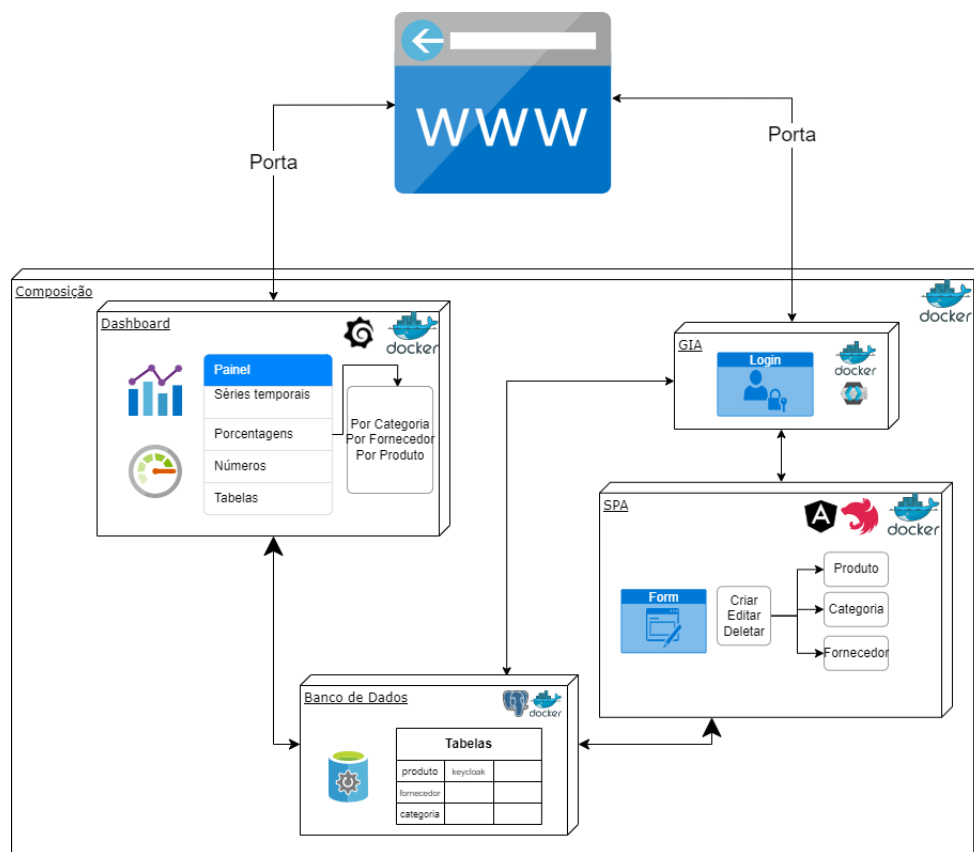 WWW
Porta
Porta
Composição
docker
Dashboard
docker
Painel
Séries temporais
Porcentagens
Números
Tabelas
Por Categoria
Por Fornecedor
Por Produto
GIA
docker
Login
SPA
docker
Form
Criar
Editar
Deletar
Produto
Categoria
Fornecedor
Banco de Dados
docker
Tabelas
produto keycloak
fornecedor
categoria